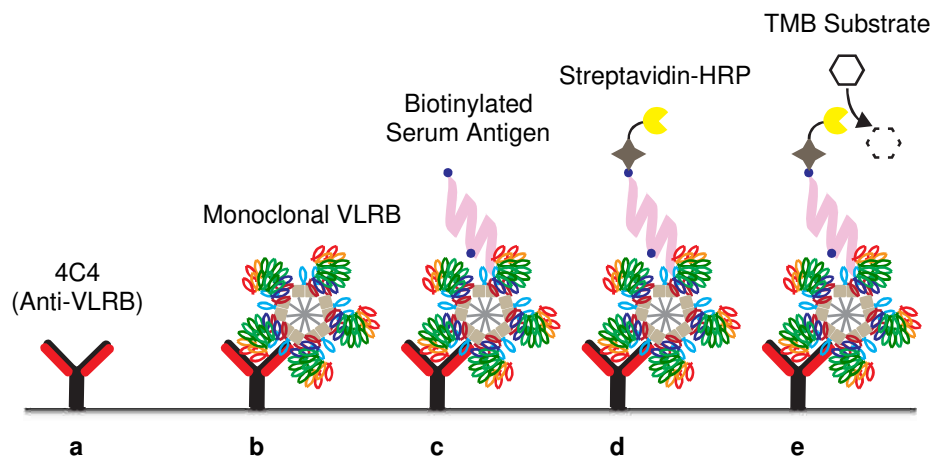 TMB Substrate
Streptavidin-HRP
Biotinylated
Serum Antigen
Monoclonal VLRB
4C4
(Anti-VLRB)
a
b
c
d
e